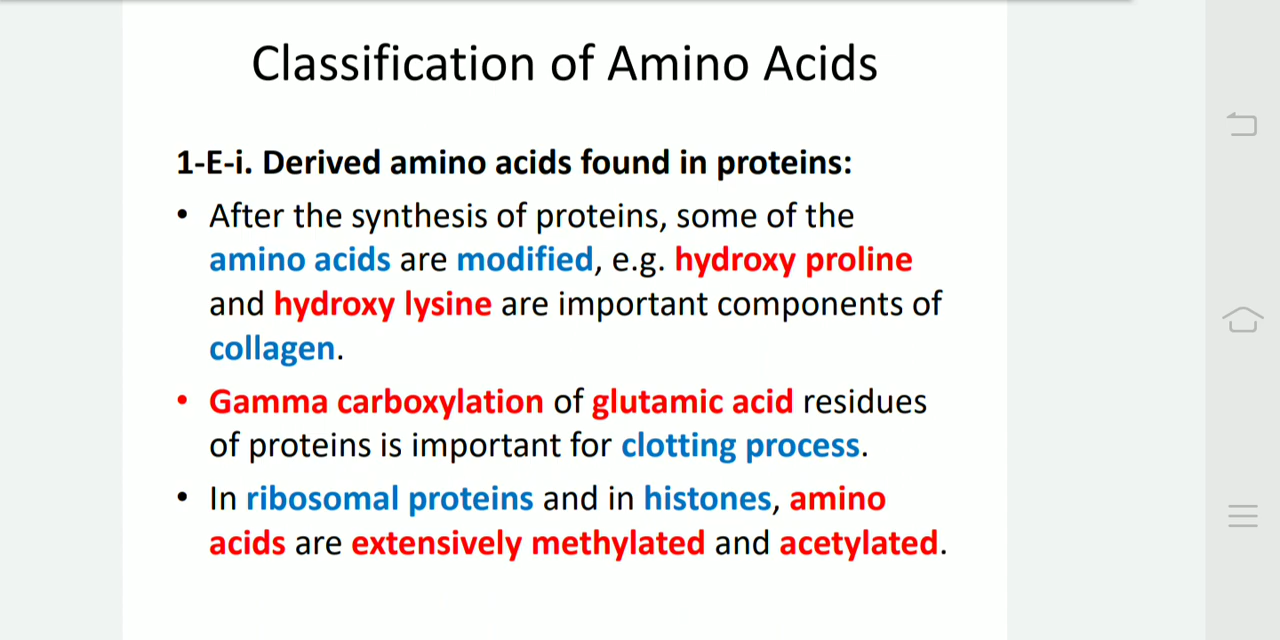 Classification of Amino Acids
1-E-i. Derived amino acids found in proteins:
• After the synthesis of proteins, some of the
amino acids are modified, e.g. hydroxy proline
and hydroxy lysine are important components of
collagen.
• Gamma carboxylation of glutamic acid residues
of proteins is important for clotting process.
• In ribosomal proteins and in histones, amino
acids are extensively methylated and acetylated.